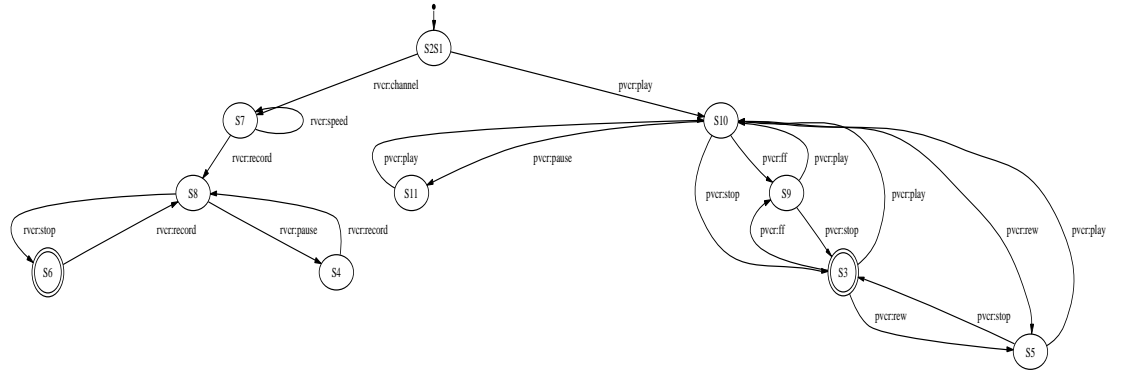 S2S1
rvcr:channel
pvcr:play
S7
rvcr:speed
S10
rvcr:record
pvcr:play
pvcr:pause
pvcr:ff
pvcr:play
S8
S11
pvcr:stop
S9
pvcr:play
rvcr:stop
rvcr:record
rvcr:pause
rvcr:record
pvcr:ff
pvcr:stop
pvcr:rew
pvcr:play
S6
S4
S3
pvcr:rew
pvcr:stop
S5